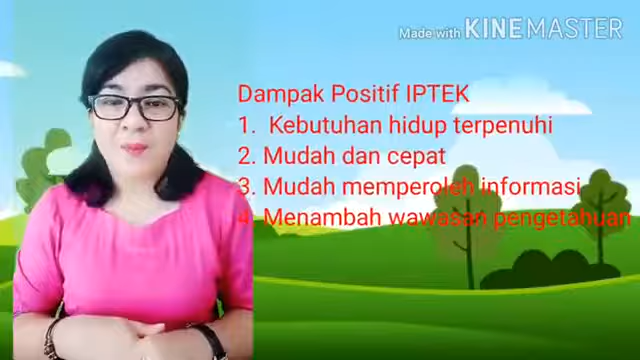 Made with KINEMASTER
Dampak Positif IPTEK
1. Kebutuhan hidup terpenuhi
2. Mudah dan cepat
3. Mudah memperoleh informasi
4. Menambah wawasan pengetahuan